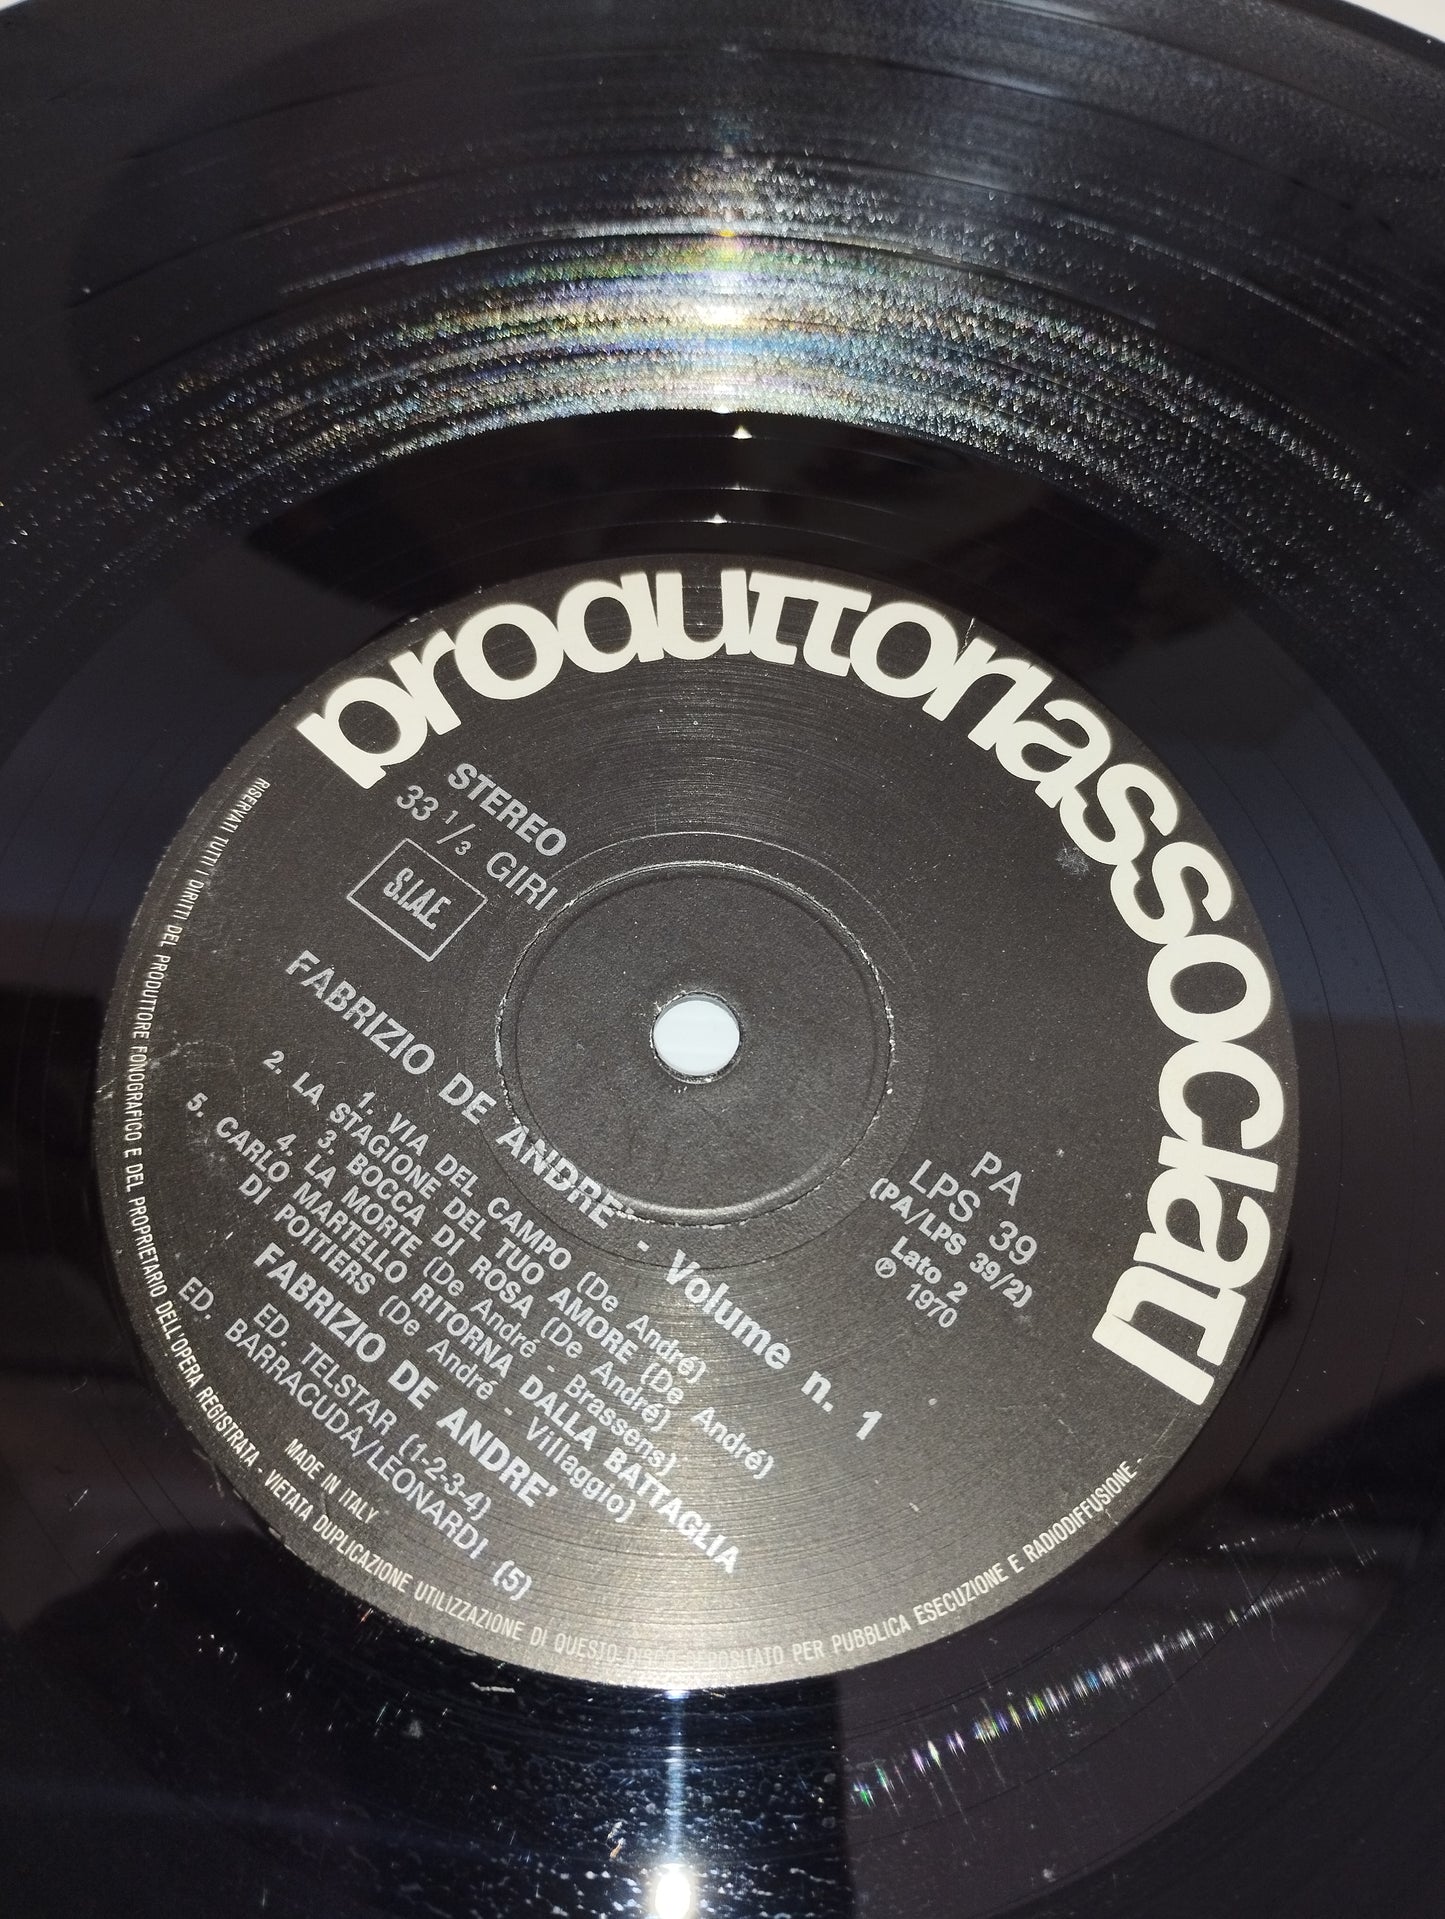 produttoriassociati
STEREO
33 1/3 GIRI
S.I.A.E.
PA
LPS 39
(PA/LPS 39/2)
Lato 2
℗ 1970
FABRIZIO DE ANDRE' - Volume n. 1
1. VIA DEL CAMPO (De André)
2. LA STAGIONE DEL TUO AMORE (De André)
3. BOCCA DI ROSA (De André)
4. LA MORTE (De André - Brassens)
5. CARLO MARTELLO RITORNA DALLA BATTAGLIA
DI POITIERS (De André - Villaggio)
FABRIZIO DE ANDRE'
ED. TELSTAR (1-2-3-4)
ED. BARRACUDA/LEONARDI (5)
MADE IN ITALY
RISERVATI TUTTI I DIRITI DEL PRODUTTORE FONOGRAFICO E DEL PROPRIETARIO DELL'OPERA REGISTRATA - VIETATA DUPLICAZIONE UTILIZZAZIONE DI QUESTO DISCO DEPOSITATO PER PUBBLICA ESECUZIONE E RADIODIFFUSIONE -